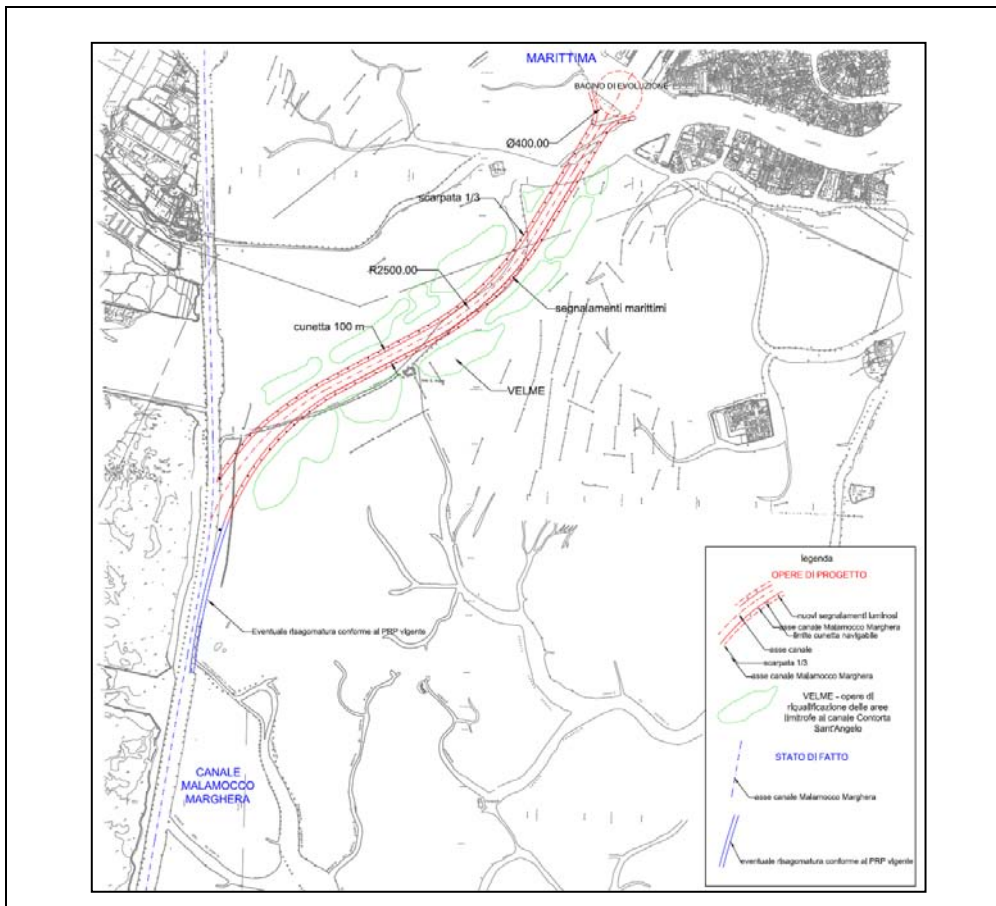 MARITTIMA
BACINO DI EVOLUZIONE
Ø400.00
scarpata 1/3
R2500.00
segnalamenti marittimi
cunetta 100 m
VELME
Eventuale risagomatura conforme al PRP vigente
CANALE
MALAMOCCO
MARGHERA
legenda
OPERE DI PROGETTO
nuovi segnalamenti luminosi
asse canale Malamocco Marghera
limite cunetta navigabile
asse canale
scarpata 1/3
asse canale Malamocco Marghera
VELME - opere di
riqualificazione delle aree
limitrofe al canale Contorta
Sant'Angelo
STATO DI FATTO
asse canale Malamocco Marghera
eventuale risagomatura conforme al PRP vigente